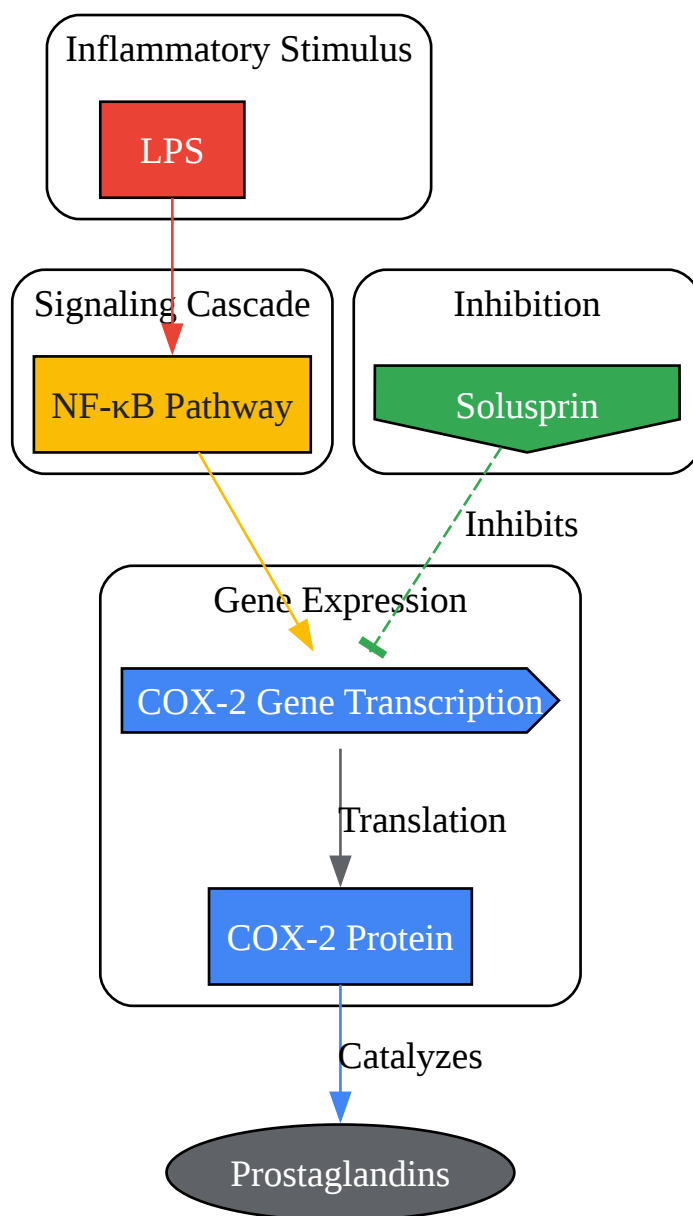 Inflammatory Stimulus
LPS
Signaling Cascade
NF-κB Pathway
Inhibition
Solusprin
Inhibits
Gene Expression
COX-2 Gene Transcription
Translation
COX-2 Protein
Catalyzes
Prostaglandins